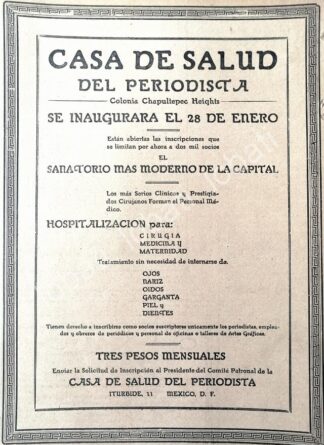 CASA DE SALUD
DEL PERIODISTA
Colonia Chapultepec Heights
SE INAUGURARA EL 28 DE ENERO
Están abiertas las inscripciones que
se limitan por ahora a dos mil socios
EL
SANATORIO MAS MODERNO DE LA CAPITAL
Los más Serios Clínicos y Prestigia-
dos Cirujanos Forman el Personal Mé-
dico.
HOSPITALIZACION para:
CIRUGIA
MEDICINA Y
MATERNIDAD
Tratamiento sin necesidad de internarse de:
OJOS
NARIZ
OIDOS
GARGANTA
PIEL y
DIENTES
Tienen derecho a inscribirse como socios suscriptores unicamente los periodistas, emplea-
dos y obreros de periódicos y personal de oficinas o talleres de Artes Gráficas.
TRES PESOS MENSUALES
Enviar la Solicitud de Inscripción al Presidente del Comité Patronal de la
CASA DE SALUD DEL PERIODISTA
ITURBIDE, 11 MEXICO, D. F.